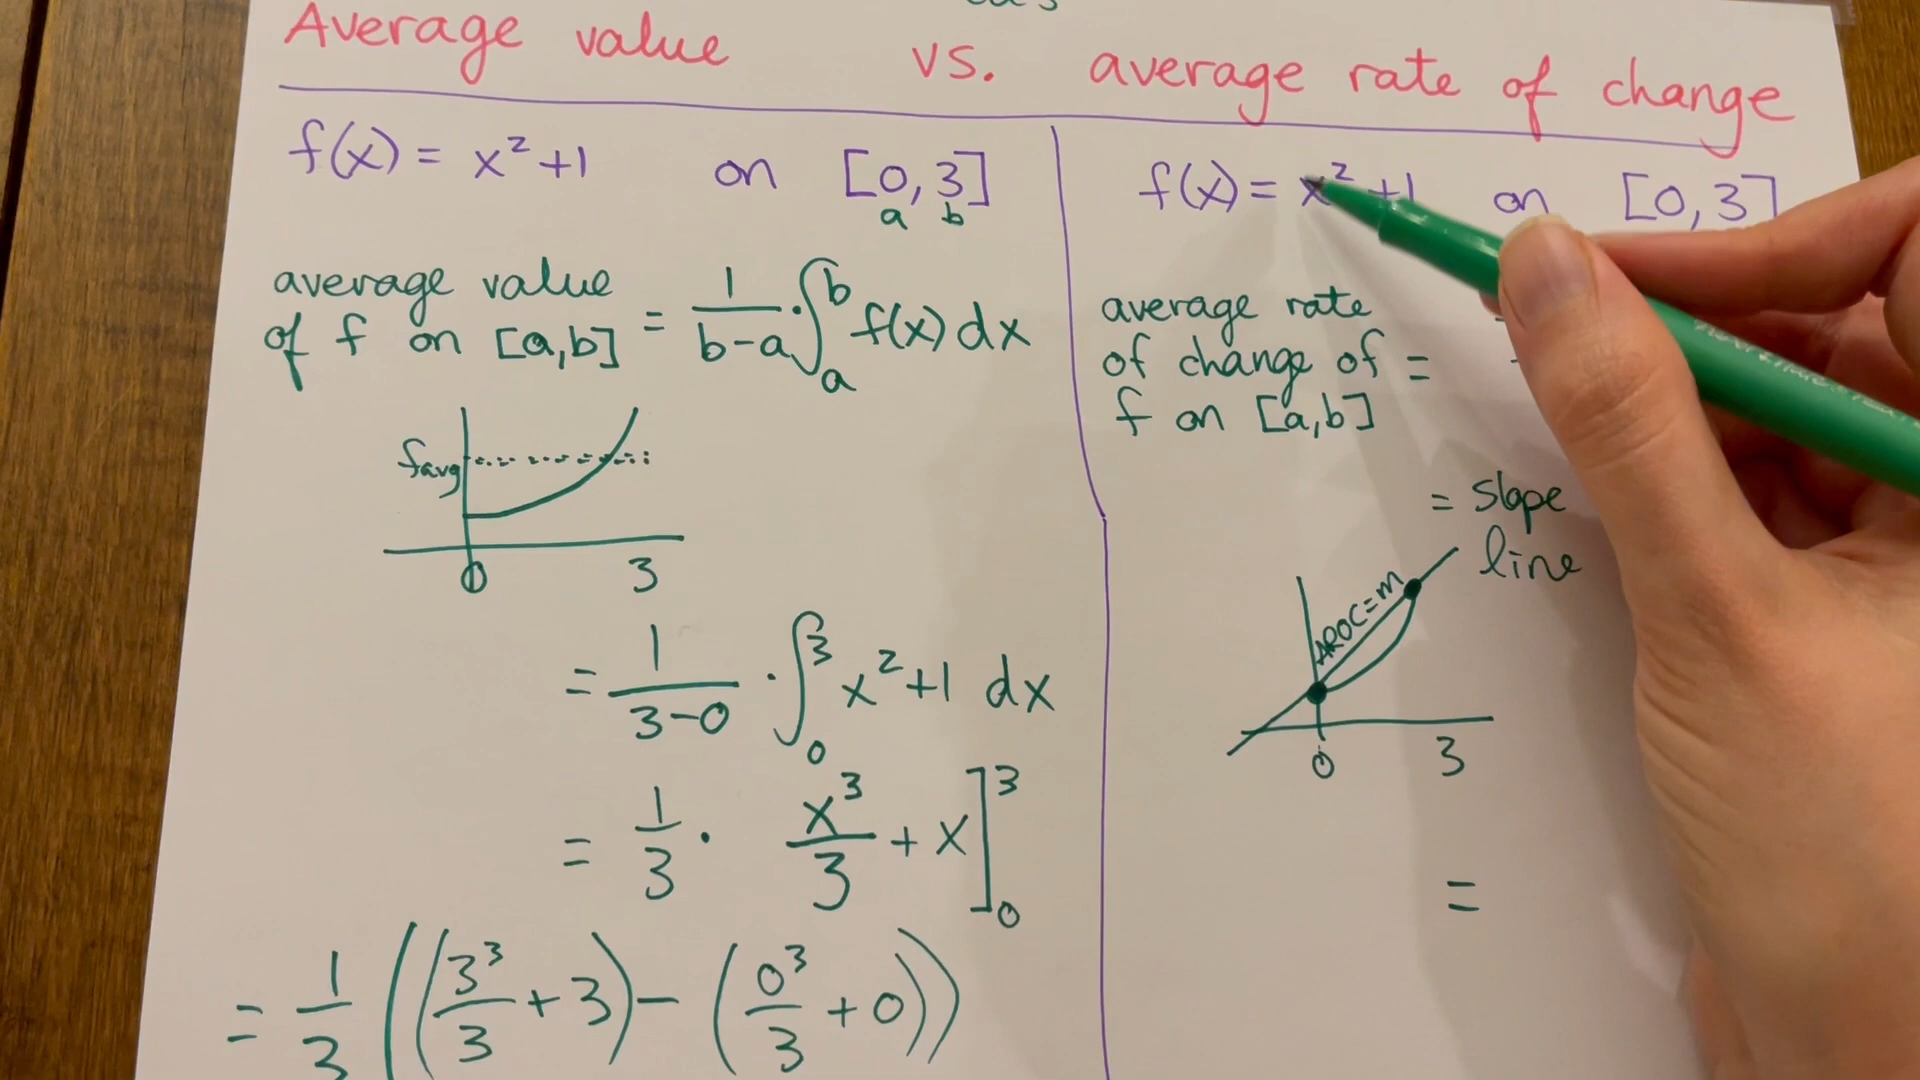 Average value vs. average rate of change
f(x) = x² + 1 on [0, 3]
a b
average value
of f on [a,b] = 1/(b-a) · ∫ₐᵇ f(x) dx
favg
0 3
= 1/(3-0) · ∫₀³ x² + 1 dx
= 1/3 · x³/3 + x ]₀³
= 1/3 ((3³/3 + 3) - (0³/3 + 0))
f(x) = x² + 1 on [0, 3]
average rate
of change of =
f on [a,b]
= slope
line
AROC = m
0 3
=